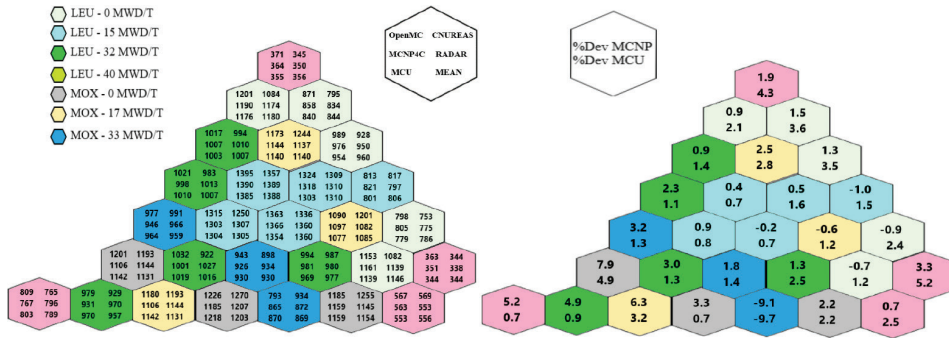 LEU - 0 MWD/T
LEU - 15 MWD/T
LEU - 32 MWD/T
LEU - 40 MWD/T
MOX - 0 MWD/T
MOX - 17 MWD/T
MOX - 33 MWD/T
OpenMC CNUREAS
MCNP4C RADAR
MCU MEAN
371 345
364 350
355 356
1201 1084 871 795
1190 1174 858 834
1176 1180 840 844
1017 994 1173 1244 989 928
1007 1010 1144 1137 976 950
1003 1007 1140 1140 954 960
1021 983 1395 1357 1324 1309 813 817
998 1013 1390 1384 1318 1310 821 797
1010 1007 1385 1388 1303 1310 801 806
977 991 1315 1250 1363 1336 1090 1201 798 753
946 966 1303 1307 1366 1360 1097 1082 804 785
964 959 1304 1305 1354 1360 1077 1085 779 786
1201 1193 1032 922 943 898 994 987 1153 1082 363 344
1106 1144 1001 1027 926 934 981 980 1161 1139 351 338
1142 1131 1019 1016 930 930 969 977 1139 1146 344 344
809 765 979 929 1180 1193 1226 1270 793 934 1185 1255 567 569
767 796 931 970 1106 1144 1185 1207 865 872 1159 1145 563 553
803 789 970 957 1142 1131 1218 1203 870 869 1159 1154 553 556
%Dev MCNP
%Dev MCU
1.9
4.3
0.9 1.5
2.1 3.6
0.9 2.5 1.3
1.4 2.8 3.5
2.3 0.4 0.5 -1.0
1.1 0.7 1.6 1.5
3.2 0.9 -0.2 -0.6 -0.9
1.3 0.8 0.7 1.2 2.4
7.9 3.0 1.8 1.3 -0.7 3.3
4.9 1.3 1.4 2.5 1.2 5.2
5.2 4.9 6.3 3.3 -9.1 2.2 0.7
0.7 0.9 3.2 0.7 -9.7 2.2 2.5